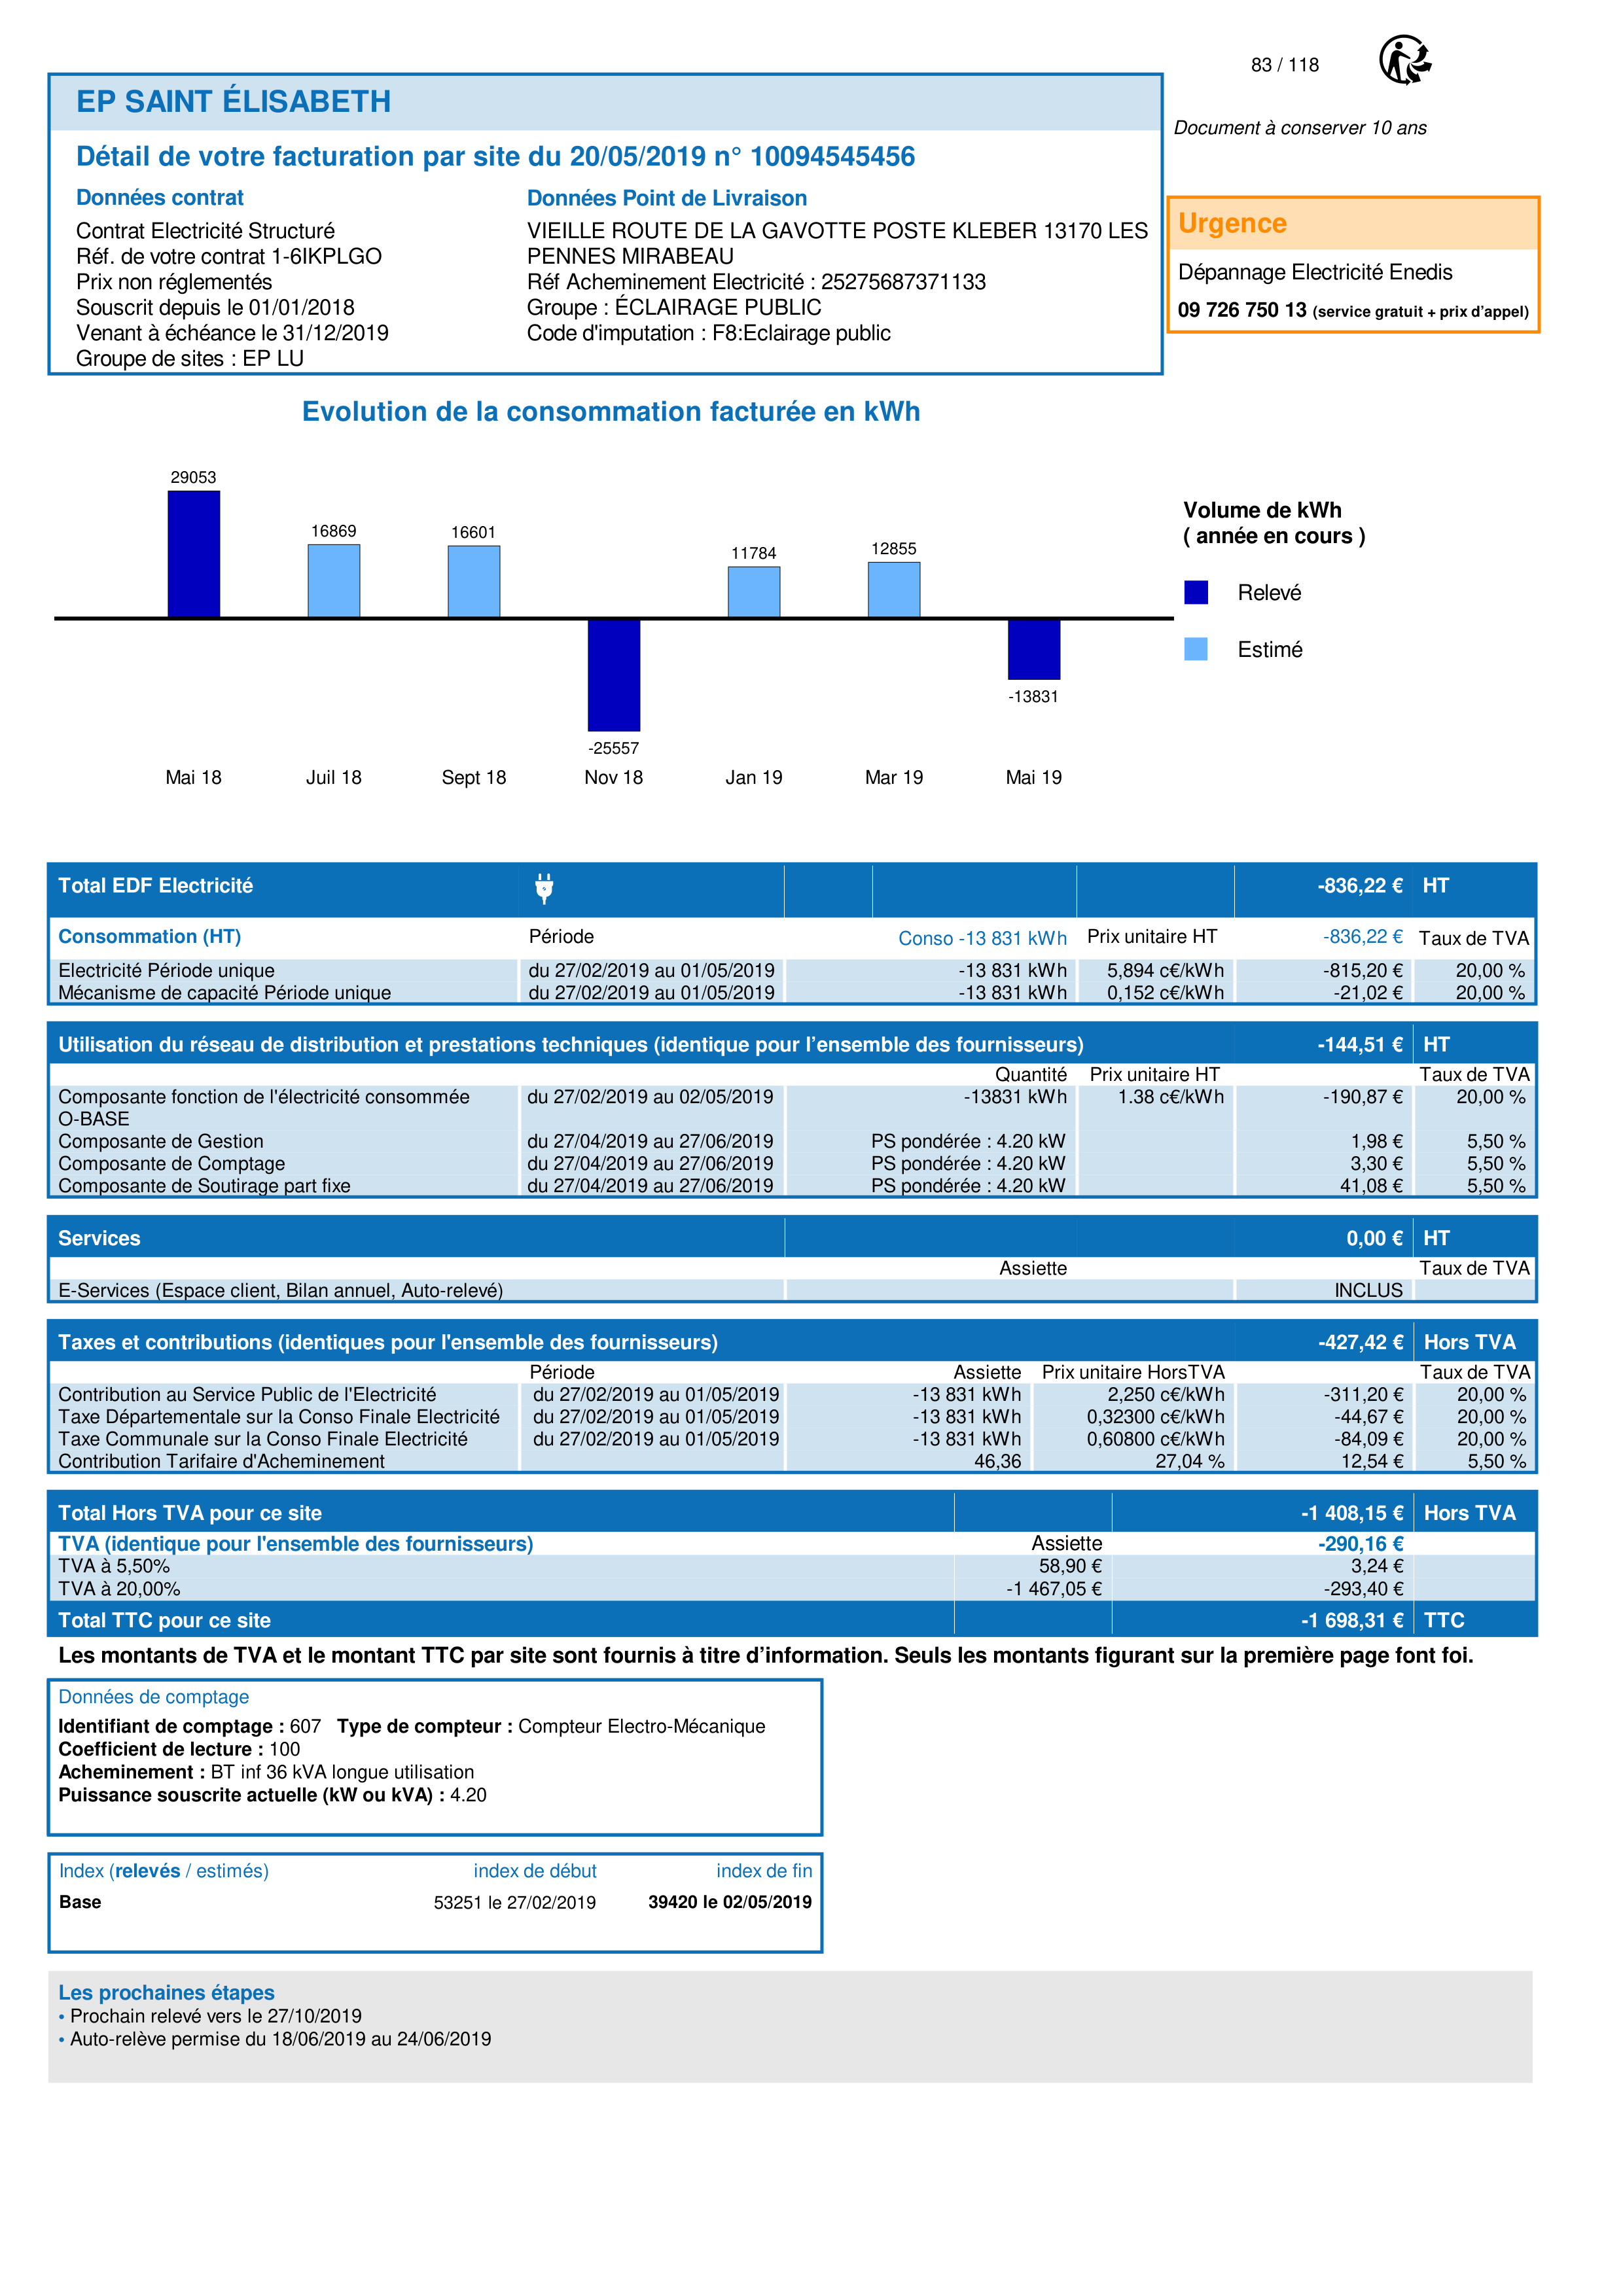 83 / 118
EP SAINT ÉLISABETH
Document à conserver 10 ans
Détail de votre facturation par site du 20/05/2019 n° 10094545456
Données contrat
Contrat Electricité Structuré
Réf. de votre contrat 1-6IKPLGO
Prix non réglementés
Souscrit depuis le 01/01/2018
Venant à échéance le 31/12/2019
Groupe de sites : EP LU
Données Point de Livraison
VIEILLE ROUTE DE LA GAVOTTE POSTE KLEBER 13170 LES
PENNES MIRABEAU
Réf Acheminement Electricité : 25275687371133
Groupe : ÉCLAIRAGE PUBLIC
Code d'imputation : F8:Eclairage public
Urgence
Dépannage Electricité Enedis
09 726 750 13 (service gratuit + prix d’appel)
Evolution de la consommation facturée en kWh
29053
16869
16601
-25557
11784
12855
-13831
Mai 18 Juil 18 Sept 18 Nov 18 Jan 19 Mar 19 Mai 19
Volume de kWh
( année en cours )
Relevé
Estimé
Total EDF Electricité -836,22 € HT
Consommation (HT) Période Conso -13 831 kWh Prix unitaire HT -836,22 € Taux de TVA
Electricité Période unique du 27/02/2019 au 01/05/2019 -13 831 kWh 5,894 c€/kWh -815,20 € 20,00 %
Mécanisme de capacité Période unique du 27/02/2019 au 01/05/2019 -13 831 kWh 0,152 c€/kWh -21,02 € 20,00 %
Utilisation du réseau de distribution et prestations techniques (identique pour l’ensemble des fournisseurs) -144,51 € HT
Quantité Prix unitaire HT Taux de TVA
Composante fonction de l'électricité consommée du 27/02/2019 au 02/05/2019 -13831 kWh 1.38 c€/kWh -190,87 € 20,00 %
O-BASE
Composante de Gestion du 27/04/2019 au 27/06/2019 PS pondérée : 4.20 kW 1,98 € 5,50 %
Composante de Comptage du 27/04/2019 au 27/06/2019 PS pondérée : 4.20 kW 3,30 € 5,50 %
Composante de Soutirage part fixe du 27/04/2019 au 27/06/2019 PS pondérée : 4.20 kW 41,08 € 5,50 %
Services 0,00 € HT
Assiette Taux de TVA
E-Services (Espace client, Bilan annuel, Auto-relevé) INCLUS
Taxes et contributions (identiques pour l'ensemble des fournisseurs) -427,42 € Hors TVA
Période Assiette Prix unitaire HorsTVA Taux de TVA
Contribution au Service Public de l'Electricité du 27/02/2019 au 01/05/2019 -13 831 kWh 2,250 c€/kWh -311,20 € 20,00 %
Taxe Départementale sur la Conso Finale Electricité du 27/02/2019 au 01/05/2019 -13 831 kWh 0,32300 c€/kWh -44,67 € 20,00 %
Taxe Communale sur la Conso Finale Electricité du 27/02/2019 au 01/05/2019 -13 831 kWh 0,60800 c€/kWh -84,09 € 20,00 %
Contribution Tarifaire d'Acheminement 46,36 27,04 % 12,54 € 5,50 %
Total Hors TVA pour ce site -1 408,15 € Hors TVA
TVA (identique pour l'ensemble des fournisseurs) Assiette -290,16 €
TVA à 5,50% 58,90 € 3,24 €
TVA à 20,00% -1 467,05 € -293,40 €
Total TTC pour ce site -1 698,31 € TTC
Les montants de TVA et le montant TTC par site sont fournis à titre d’information. Seuls les montants figurant sur la première page font foi.
Données de comptage
Identifiant de comptage : 607 Type de compteur : Compteur Electro-Mécanique
Coefficient de lecture : 100
Acheminement : BT inf 36 kVA longue utilisation
Puissance souscrite actuelle (kW ou kVA) : 4.20
Index (relevés / estimés) index de début index de fin
Base 53251 le 27/02/2019 39420 le 02/05/2019
Les prochaines étapes
• Prochain relevé vers le 27/10/2019
• Auto-relève permise du 18/06/2019 au 24/06/2019